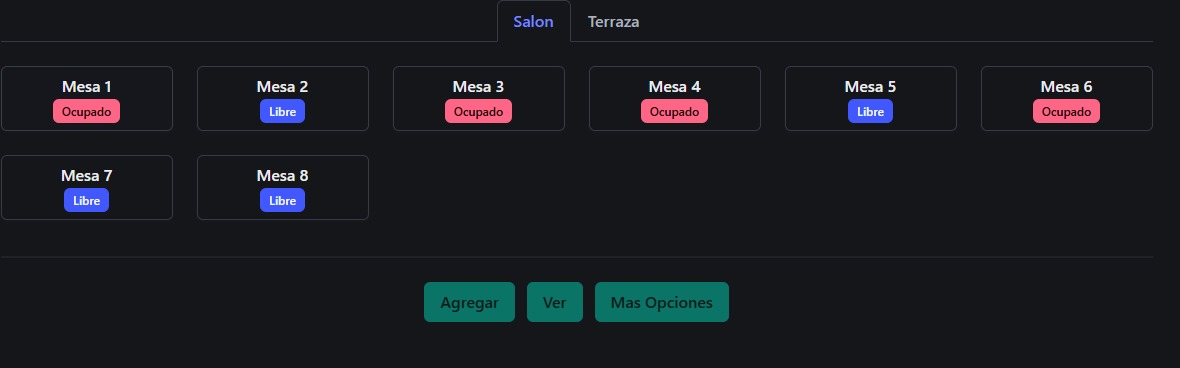 Salon Terraza
Mesa 1 Mesa 2 Mesa 3 Mesa 4 Mesa 5 Mesa 6
Ocupado Libre Ocupado Ocupado Libre Ocupado
Mesa 7 Mesa 8
Libre Libre
Agregar Ver Mas Opciones